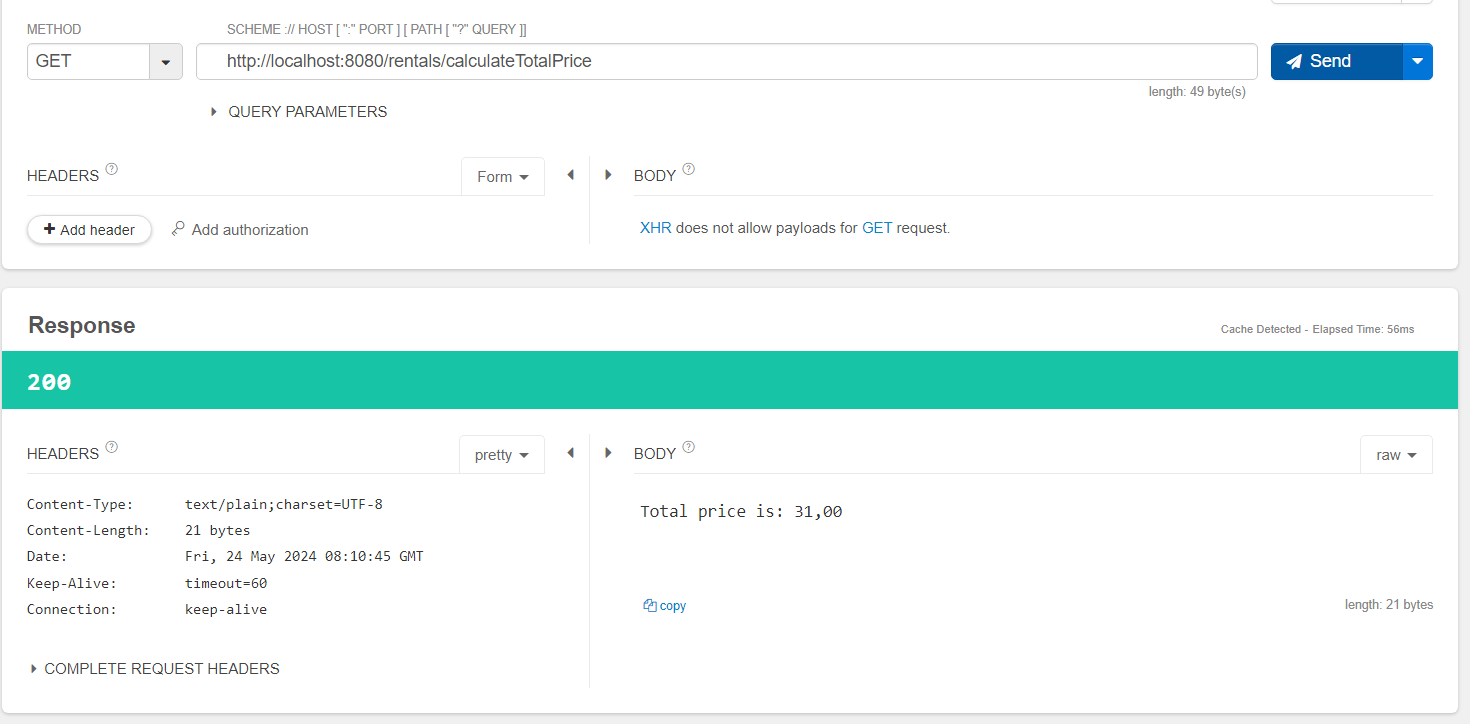 METHOD
SCHEME :// HOST [ ":" PORT ] [ PATH [ "?" QUERY ]]
GET
http://localhost:8080/rentals/calculateTotalPrice
Send
length: 49 byte(s)
QUERY PARAMETERS
HEADERS ?
Form
BODY ?
+ Add header
Add authorization
XHR does not allow payloads for GET request.
Response
Cache Detected - Elapsed Time: 56ms
200
HEADERS ?
pretty
BODY ?
raw
Content-Type: text/plain;charset=UTF-8
Content-Length: 21 bytes
Date: Fri, 24 May 2024 08:10:45 GMT
Keep-Alive: timeout=60
Connection: keep-alive
Total price is: 31,00
copy
length: 21 bytes
COMPLETE REQUEST HEADERS